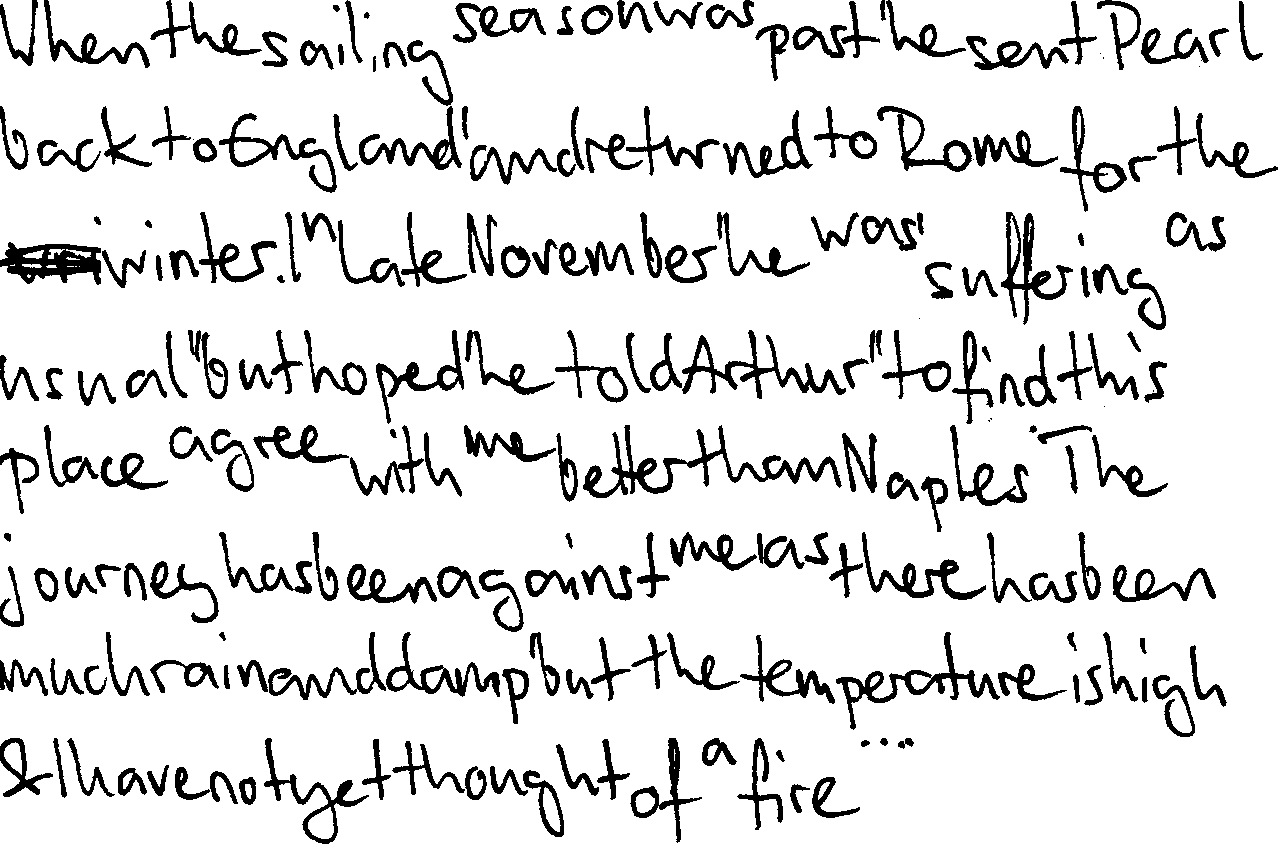 When the sailing season was past he sent Pearl
back to England' and returned to Rome for the
winter. In late November' he was' suffering as
usual" but hoped' he told Arthur" to find this
place agree with me better than Naples. The
journey has been against me' as there has been
much rain and damp' but the temperature is high
& I have not yet thought of a fire ...